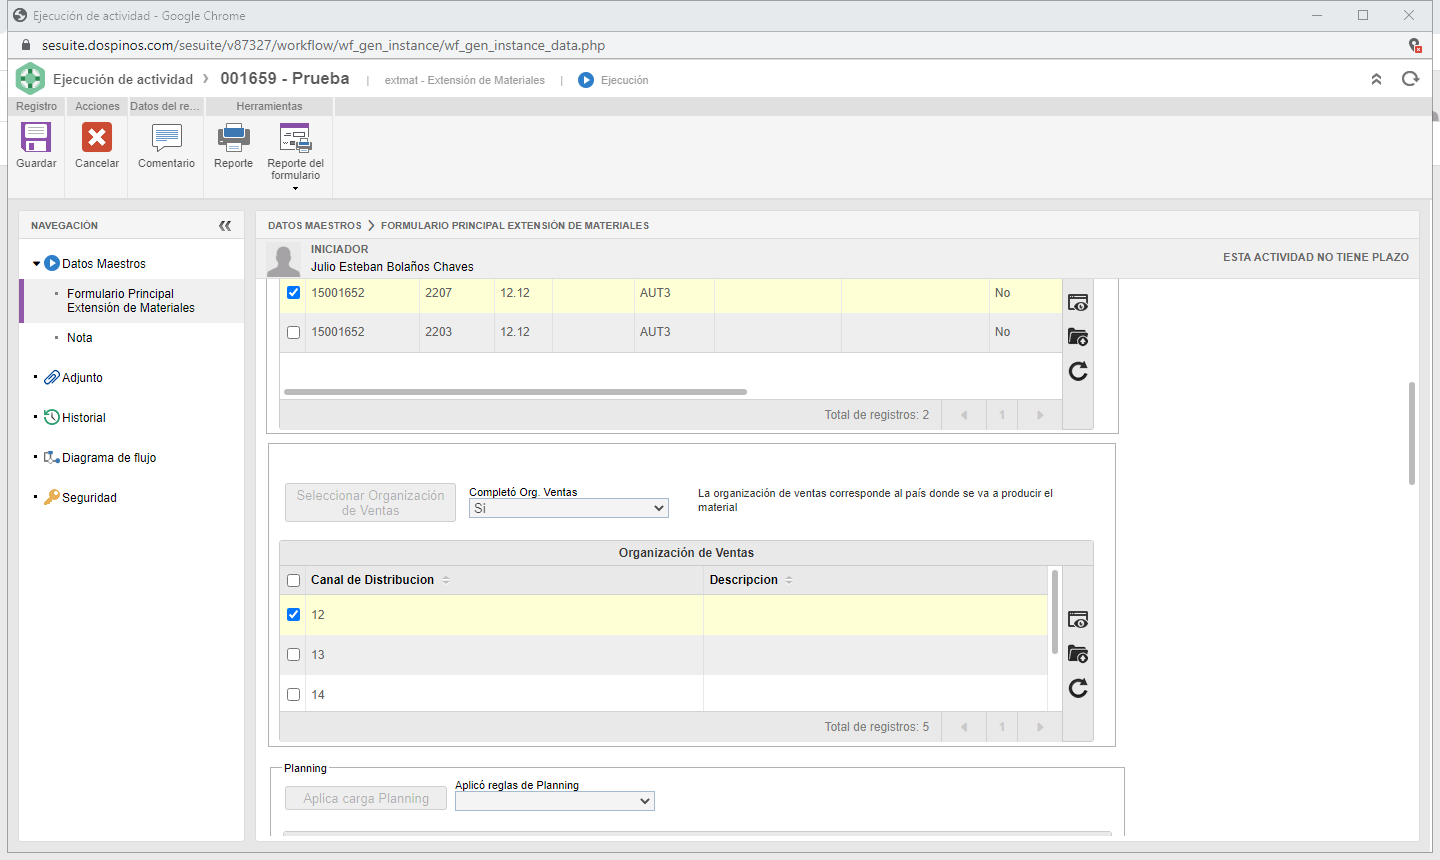 Ejecución de actividad - Google Chrome
sesuite.dospinos.com/sesuite/v87327/workflow/wf_gen_instance/wf_gen_instance_data.php
Ejecución de actividad 001659 - Prueba | extmat - Extensión de Materiales | Ejecución
Registro Acciones Datos del re... Herramientas
Guardar Cancelar Comentario Reporte Reporte del
formulario
NAVEGACIÓN
Datos Maestros
Formulario Principal
Extensión de Materiales
Nota
Adjunto
Historial
Diagrama de flujo
Seguridad
DATOS MAESTROS FORMULARIO PRINCIPAL EXTENSIÓN DE MATERIALES
INICIADOR
Julio Esteban Bolaños Chaves
ESTA ACTIVIDAD NO TIENE PLAZO
15001652 2207 12.12 AUT3 No
15001652 2203 12.12 AUT3 No
Total de registros: 2 1
Seleccionar Organización
de Ventas
Completó Org. Ventas
Si
La organización de ventas corresponde al país donde se va a producir el
material
Organización de Ventas
Canal de Distribucion Descripcion
12
13
14
Total de registros: 5 1
Planning
Aplica carga Planning
Aplicó reglas de Planning